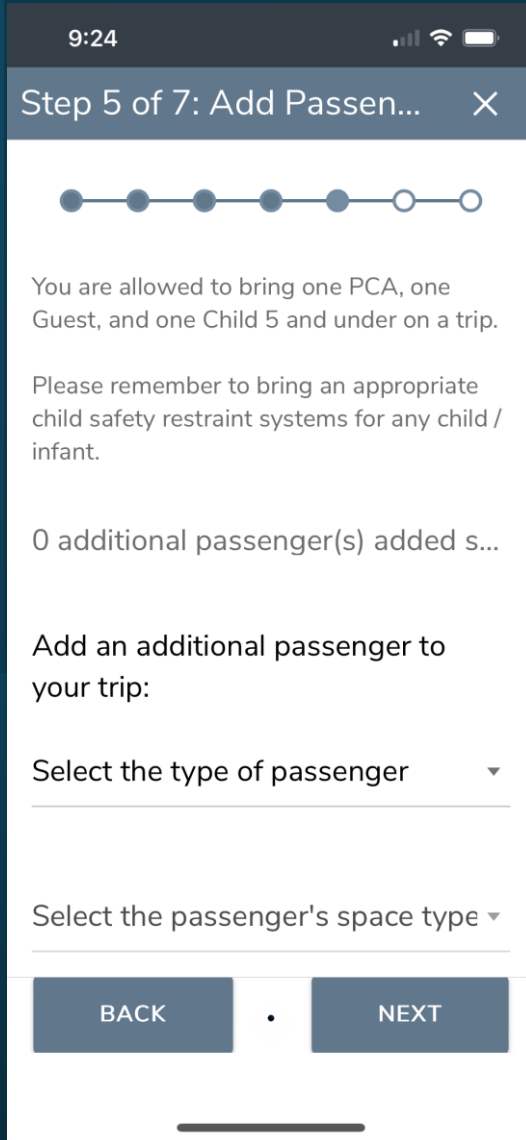 9:24
Step 5 of 7: Add Passen...
You are allowed to bring one PCA, one
Guest, and one Child 5 and under on a trip.
Please remember to bring an appropriate
child safety restraint systems for any child /
infant.
0 additional passenger(s) added s...
Add an additional passenger to
your trip:
Select the type of passenger
Select the passenger's space type
BACK
NEXT